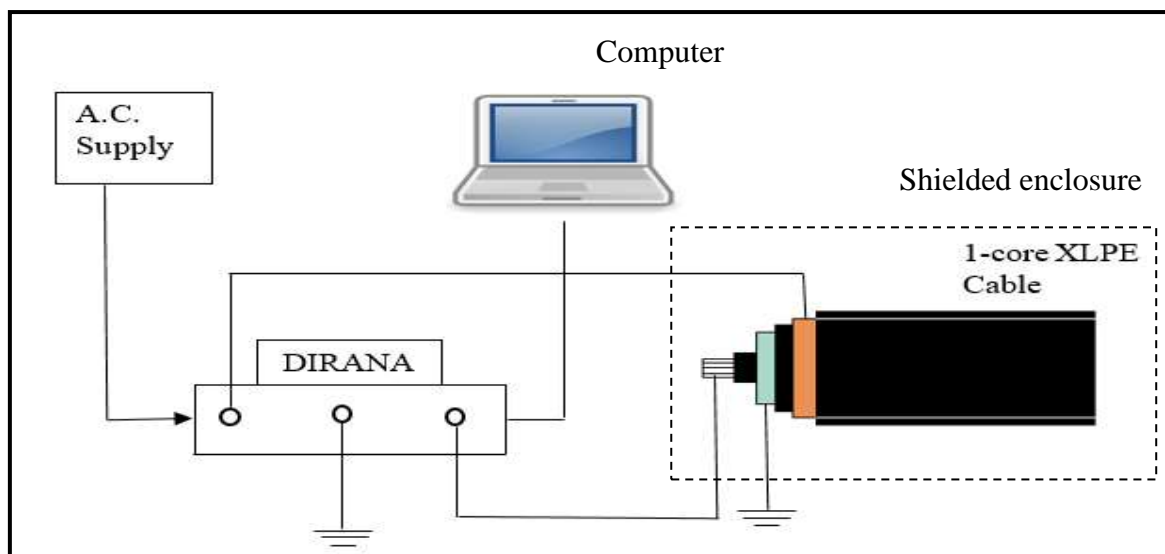 Computer
A.C.
Supply
Shielded enclosure
1-core XLPE
Cable
DIRANA